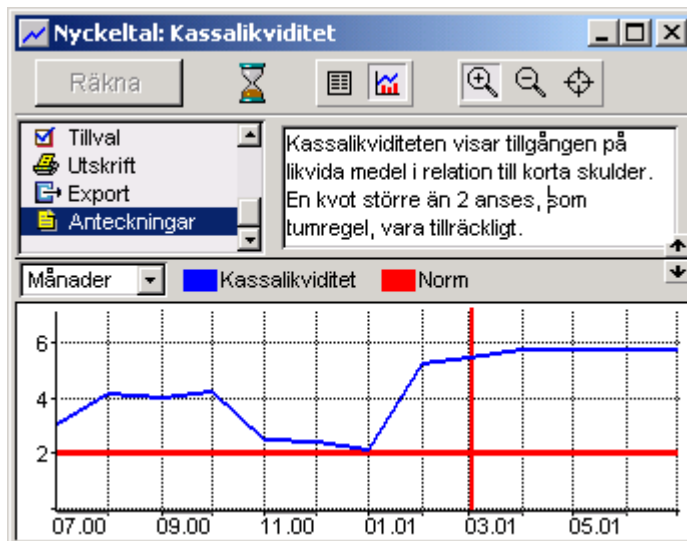 Nyckeltal: Kassalikviditet
Räkna
Tillval
Utskrift
Export
Anteckningar
Kassalikviditeten visar tillgången på
likvida medel i relation till korta skulder.
En kvot större än 2 anses, som
tumregel, vara tillräckligt.
Månader
Kassalikviditet
Norm
6
4
2
07.00 09.00 11.00 01.01 03.01 05.01